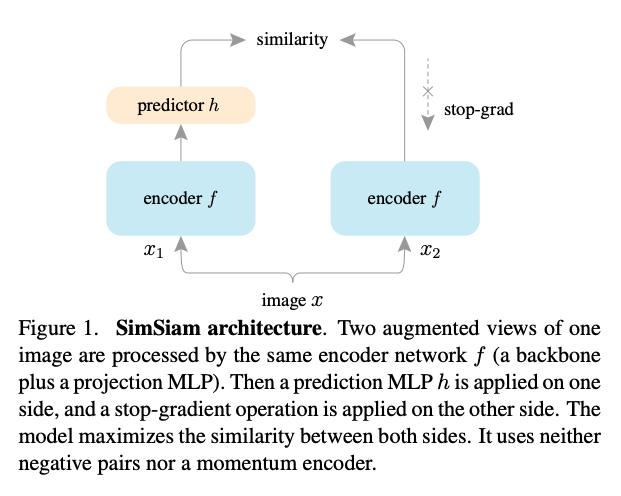 similarity
predictor h
stop-grad
encoder f
encoder f
x1
x2
image x
Figure 1. SimSiam architecture. Two augmented views of one
image are processed by the same encoder network f (a backbone
plus a projection MLP). Then a prediction MLP h is applied on one
side, and a stop-gradient operation is applied on the other side. The
model maximizes the similarity between both sides. It uses neither
negative pairs nor a momentum encoder.